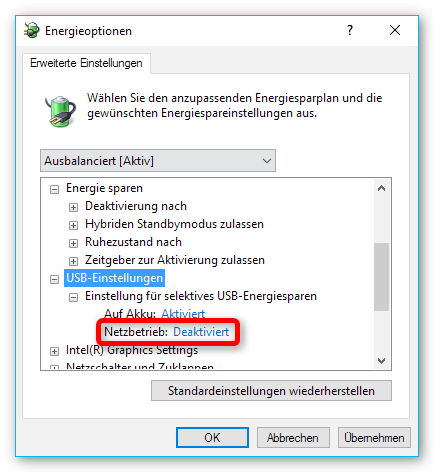 Energieoptionen
Erweiterte Einstellungen
Wählen Sie den anzupassenden Energiesparplan und die
gewünschten Energiespareinstellungen aus.
Ausbalanciert [Aktiv]
Energie sparen
Deaktivierung nach
Hybriden Standbymodus zulassen
Ruhezustand nach
Zeitgeber zur Aktivierung zulassen
USB-Einstellungen
Einstellung für selektives USB-Energiesparen
Auf Akku: Aktiviert
Netzbetrieb: Deaktiviert
Intel(R) Graphics Settings
Netzschalter und Zuklappen
Standardeinstellungen wiederherstellen
OK Abbrechen Übernehmen